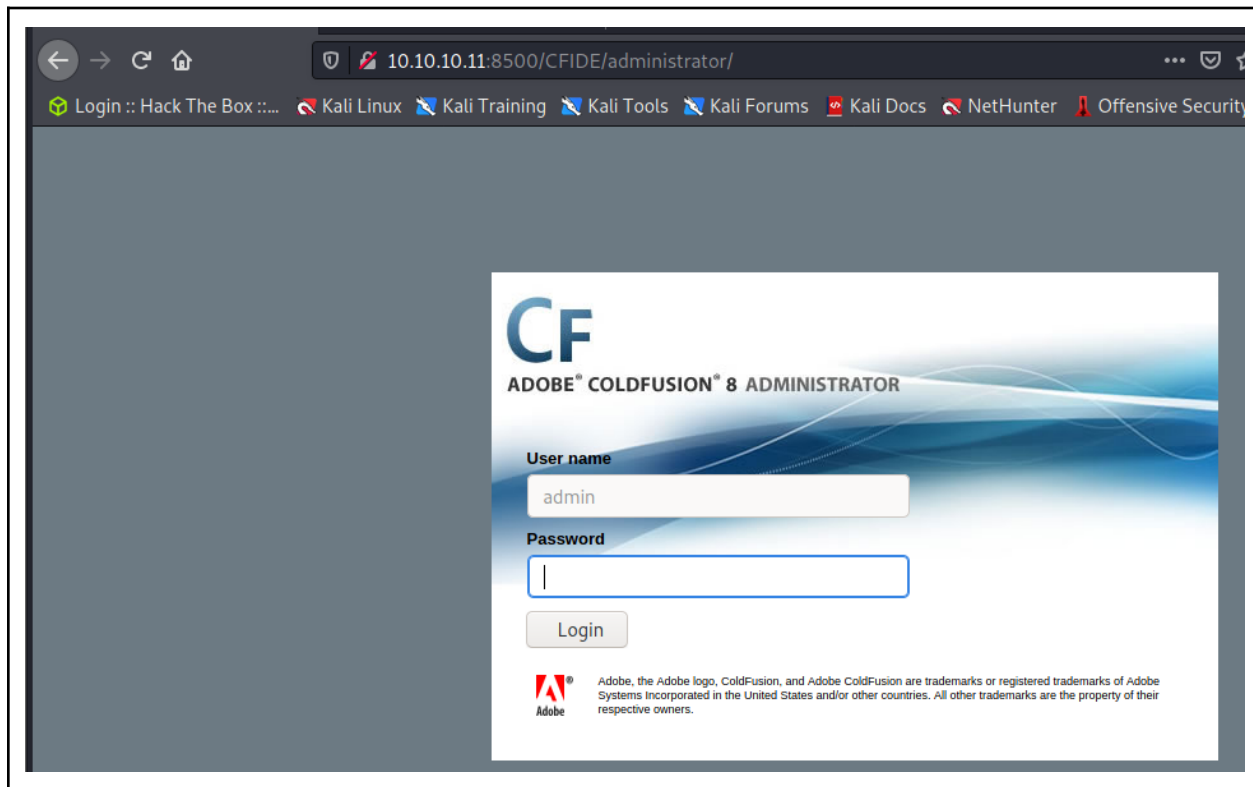 10.10.10.11:8500/CFIDE/administrator/
Login :: Hack The Box ::... Kali Linux Kali Training Kali Tools Kali Forums Kali Docs NetHunter Offensive Security
CF
ADOBE® COLDFUSION® 8 ADMINISTRATOR
User name
admin
Password
Login
Adobe, the Adobe logo, ColdFusion, and Adobe ColdFusion are trademarks or registered trademarks of Adobe
Systems Incorporated in the United States and/or other countries. All other trademarks are the property of their
respective owners.
Adobe